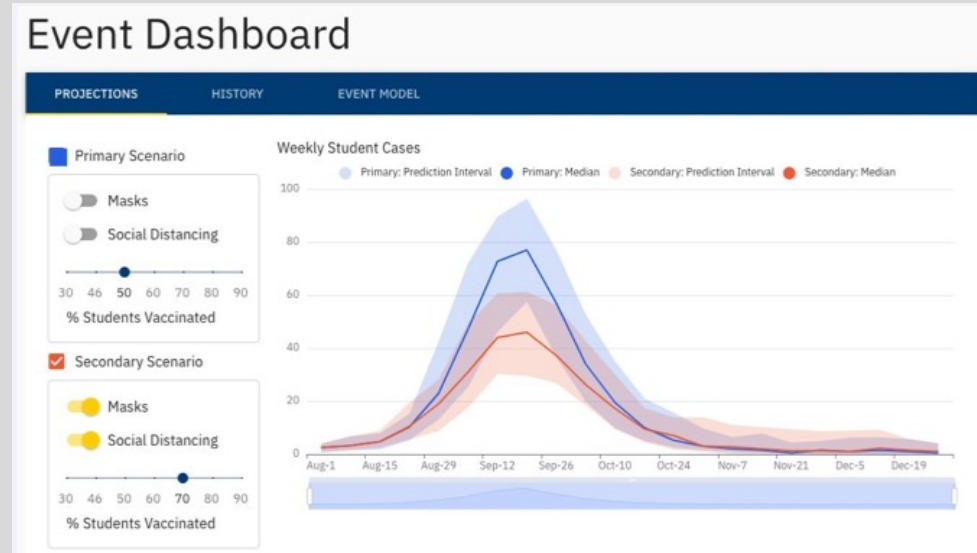 Event Dashboard
PROJECTIONS HISTORY EVENT MODEL
Primary Scenario
Masks
Social Distancing
30 46 50 60 70 80 90
% Students Vaccinated
Secondary Scenario
Masks
Social Distancing
30 46 50 60 70 80 90
% Students Vaccinated
Weekly Student Cases
Primary: Prediction Interval Primary: Median Secondary: Prediction Interval Secondary: Median
100
80
60
40
20
0
Aug-1 Aug-15 Aug-29 Sep-12 Sep-26 Oct-10 Oct-24 Nov-7 Nov-21 Dec-5 Dec-19